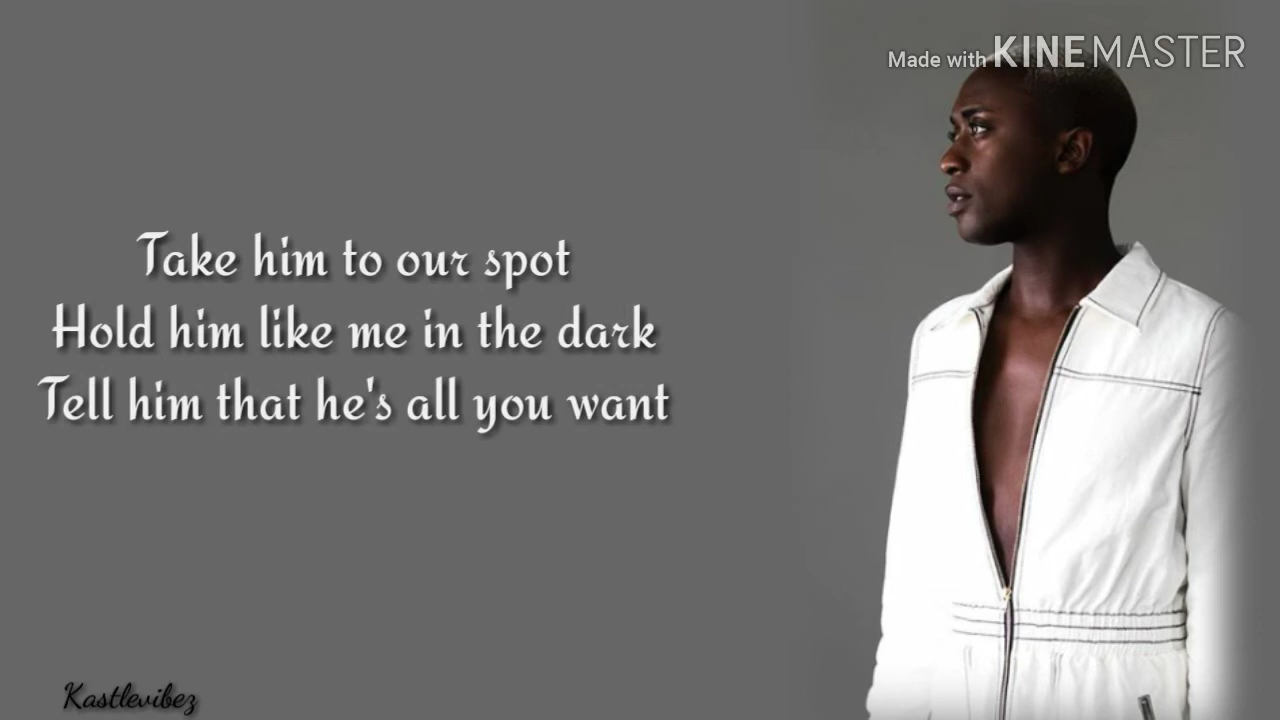 Made with KINEMASTER
Take him to our spot
Hold him like me in the dark
Tell him that he's all you want
Kastlevibez